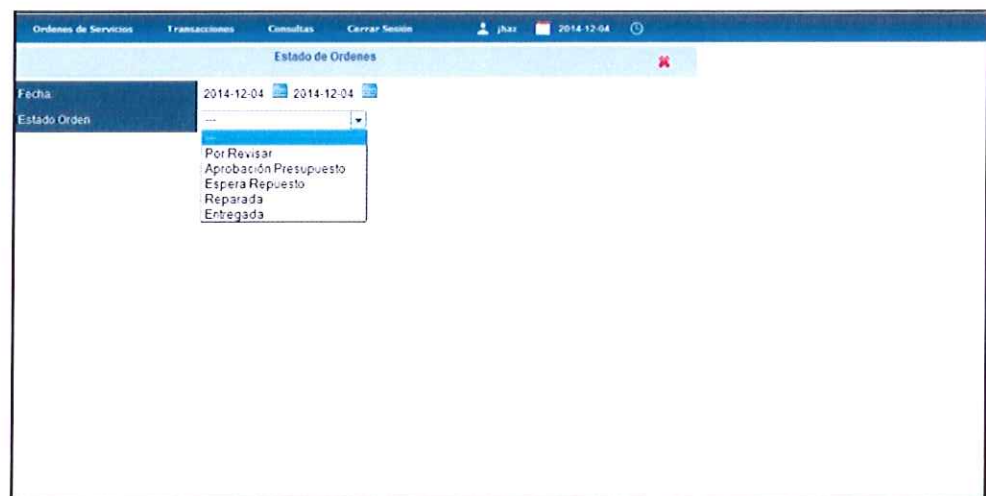 Ordenes de Servicios Transacciones Consultas Cerrar Sesión jhaz 2014-12-04
Estado de Ordenes
Fecha: 2014-12-04 2014-12-04
Estado Orden ---
---
Por Revisar
Aprobación Presupuesto
Espera Repuesto
Reparada
Entregada